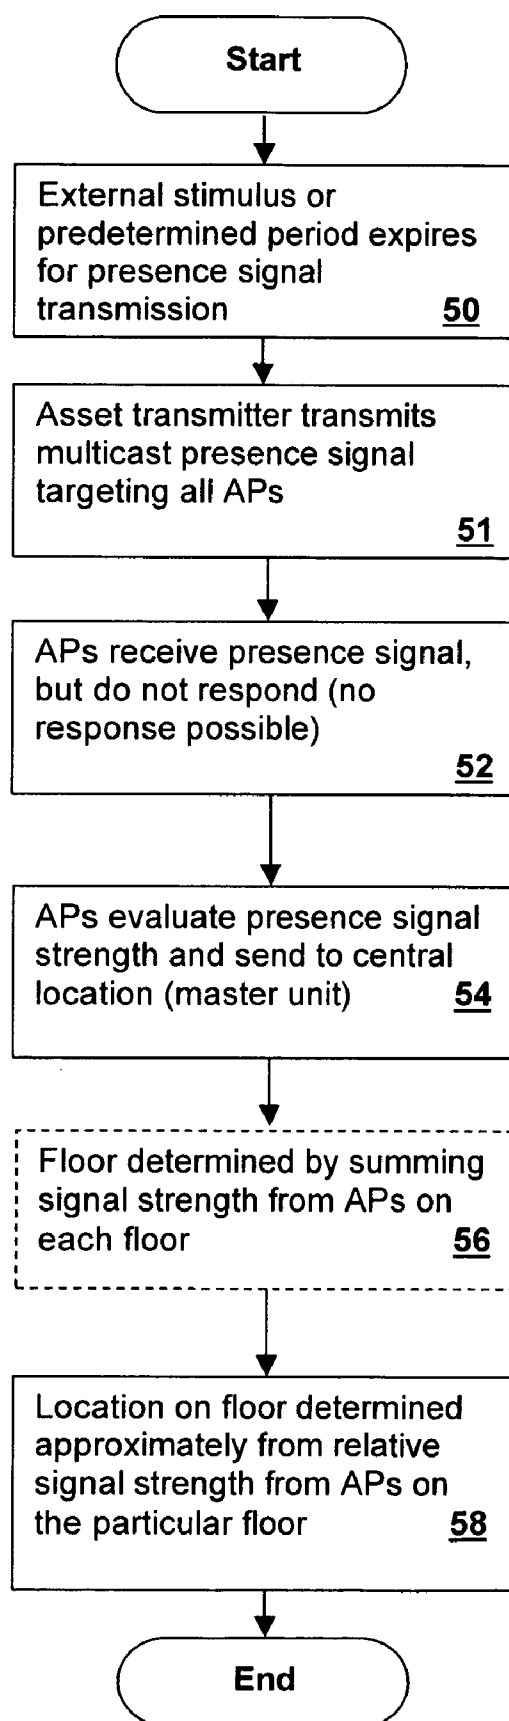 Start
External stimulus or
predetermined period expires
for presence signal
transmission 50
Asset transmitter transmits
multicast presence signal
targeting all APs
51
APs receive presence signal,
but do not respond (no
response possible)
52
APs evaluate presence signal
strength and send to central
location (master unit) 54
Floor determined by summing
signal strength from APs on
each floor 56
Location on floor determined
approximately from relative
signal strength from APs on
the particular floor 58
End